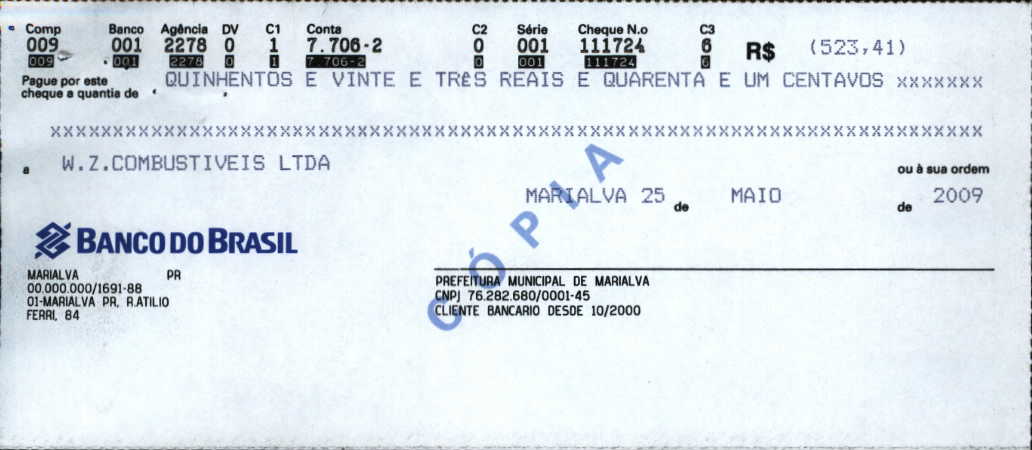 Comp Banco Agência DV C1 Conta C2 Série Cheque N.o C3
009 001 2278 0 1 7.706-2 0 001 111724 6 R$ (523,41)
009 001 2278 0 1 7 706-2 0 001 111724 6
Pague por este
cheque a quantia de QUINHENTOS E VINTE E TRÊS REAIS E QUARENTA E UM CENTAVOS xxxxxxx
xxxxxxxxxxxxxxxxxxxxxxxxxxxxxxxxxxxxxxxxxxxxxxxxxxxxxxxxxxxxxxxxxxxxxxxxxx
a W.Z.COMBUSTIVEIS LTDA ou à sua ordem
MARIALVA 25 de MAIO de 2009
CÓPIA
BANCO DO BRASIL
MARIALVA PR
00.000.000/1691-88
01-MARIALVA PR, R.ATILIO
FERRI, 84
PREFEITURA MUNICIPAL DE MARIALVA
CNPJ 76.282.680/0001-45
CLIENTE BANCARIO DESDE 10/2000